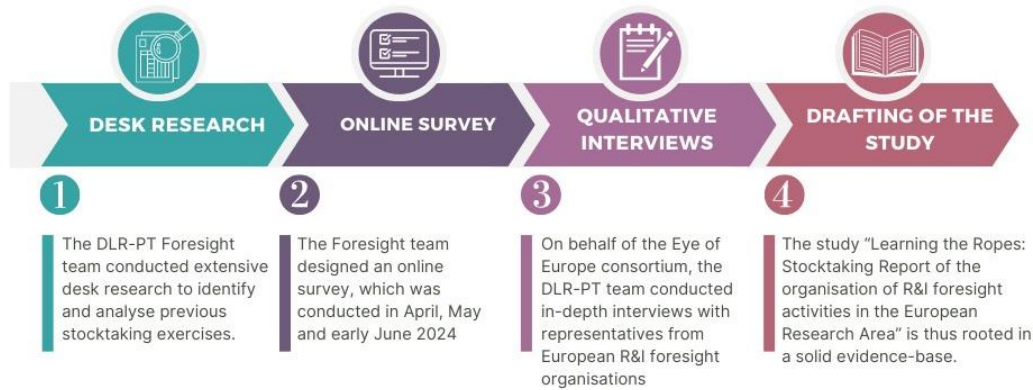 DESK RESEARCH
ONLINE SURVEY
QUALITATIVE
INTERVIEWS
DRAFTING OF THE
STUDY
1
The DLR-PT Foresight
team conducted extensive
desk research to identify
and analyse previous
stocktaking exercises.
2
The Foresight team
designed an online
survey, which was
conducted in April, May
and early June 2024
3
On behalf of the Eye of
Europe consortium, the
DLR-PT team conducted
in-depth interviews with
representatives from
European R&I foresight
organisations
4
The study “Learning the Ropes:
Stocktaking Report of the
organisation of R&I foresight
activities in the European
Research Area” is thus rooted in
a solid evidence-base.